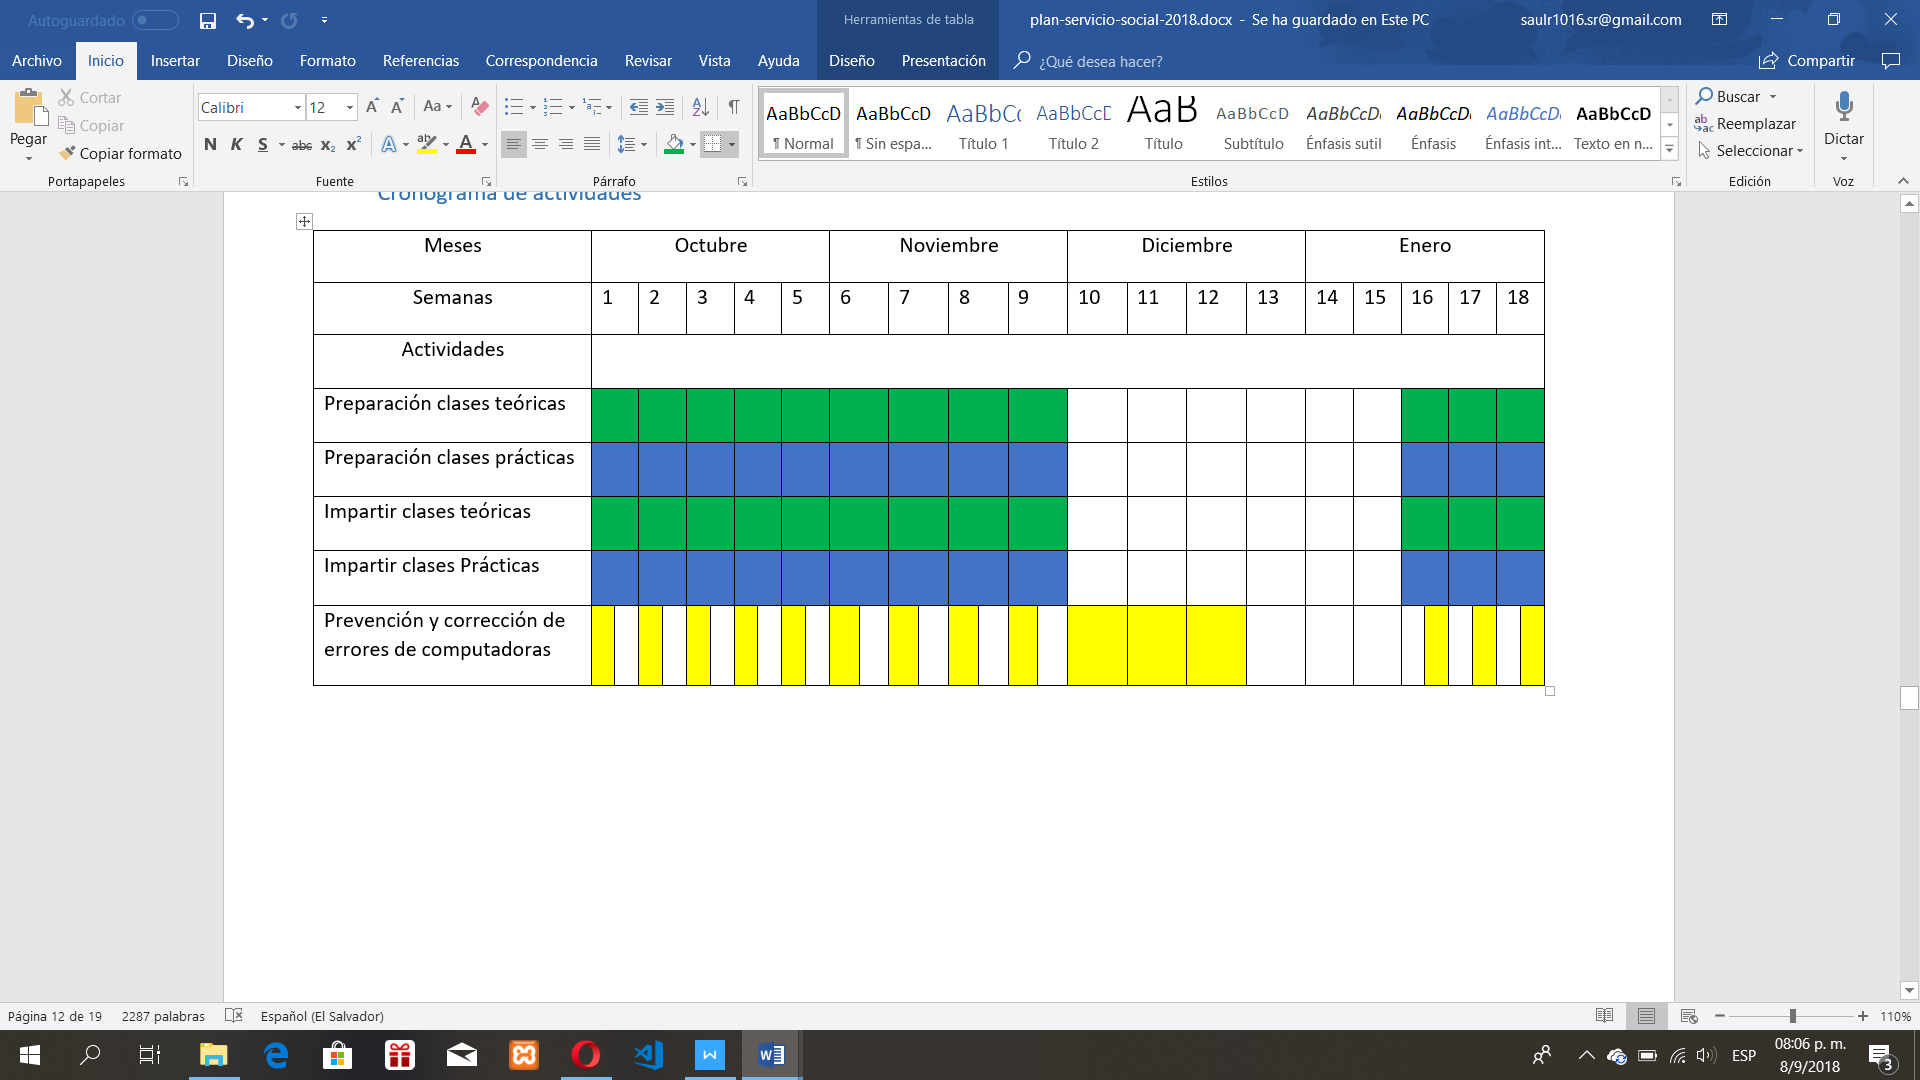 Autoguardado
Herramientas de tabla
plan-servicio-social-2018.docx - Se ha guardado en Este PC
saulr1016.sr@gmail.com
Archivo Inicio Insertar Diseño Formato Referencias Correspondencia Revisar Vista Ayuda Diseño Presentación ¿Qué desea hacer? Compartir
Pegar
Cortar
Copiar
Copiar formato
Portapapeles
Calibri 12
Aa
N K S abc x₂ x²
Fuente
Párrafo
AaBbCcD AaBbCcD AaBbCc AaBbCcD AaB AaBbCcD AaBbCcD AaBbCcD AaBbCcD AaBbCcD
¶ Normal ¶ Sin espa... Título 1 Título 2 Título Subtítulo Énfasis sutil Énfasis Énfasis int... Texto en n...
Estilos
Buscar
Reemplazar
Seleccionar
Edición
Dictar
Voz
Cronograma de actividades
Meses Octubre Noviembre Diciembre Enero
Semanas 1 2 3 4 5 6 7 8 9 10 11 12 13 14 15 16 17 18
Actividades
Preparación clases teóricas
Preparación clases prácticas
Impartir clases teóricas
Impartir clases Prácticas
Prevención y corrección de
errores de computadoras
Página 12 de 19 2287 palabras Español (El Salvador) 110%
ESP
08:06 p. m.
8/9/2018
3